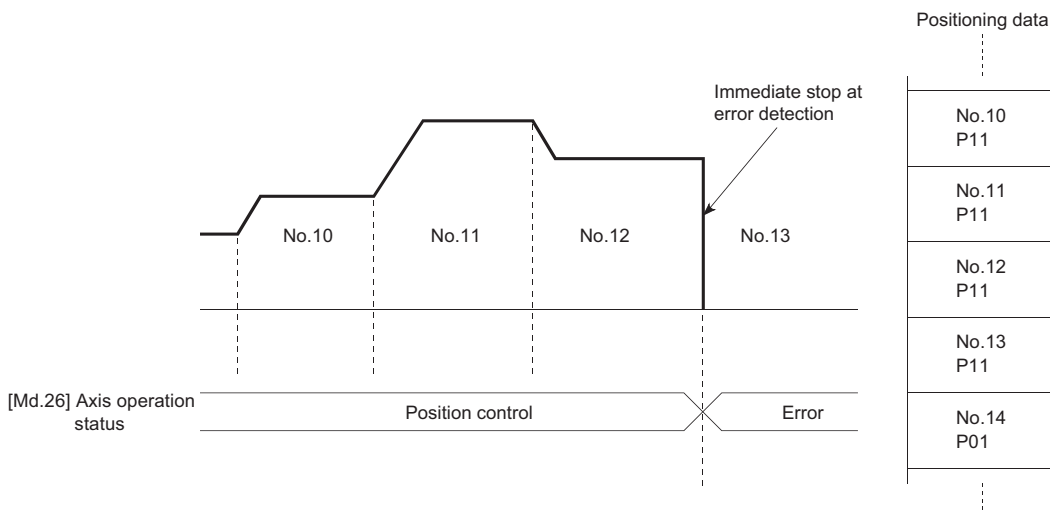 Positioning data
Immediate stop at
error detection
No.10
No.11
No.12
No.13
[Md.26] Axis operation
status
Position control
Error
No.10
P11
No.11
P11
No.12
P11
No.13
P11
No.14
P01